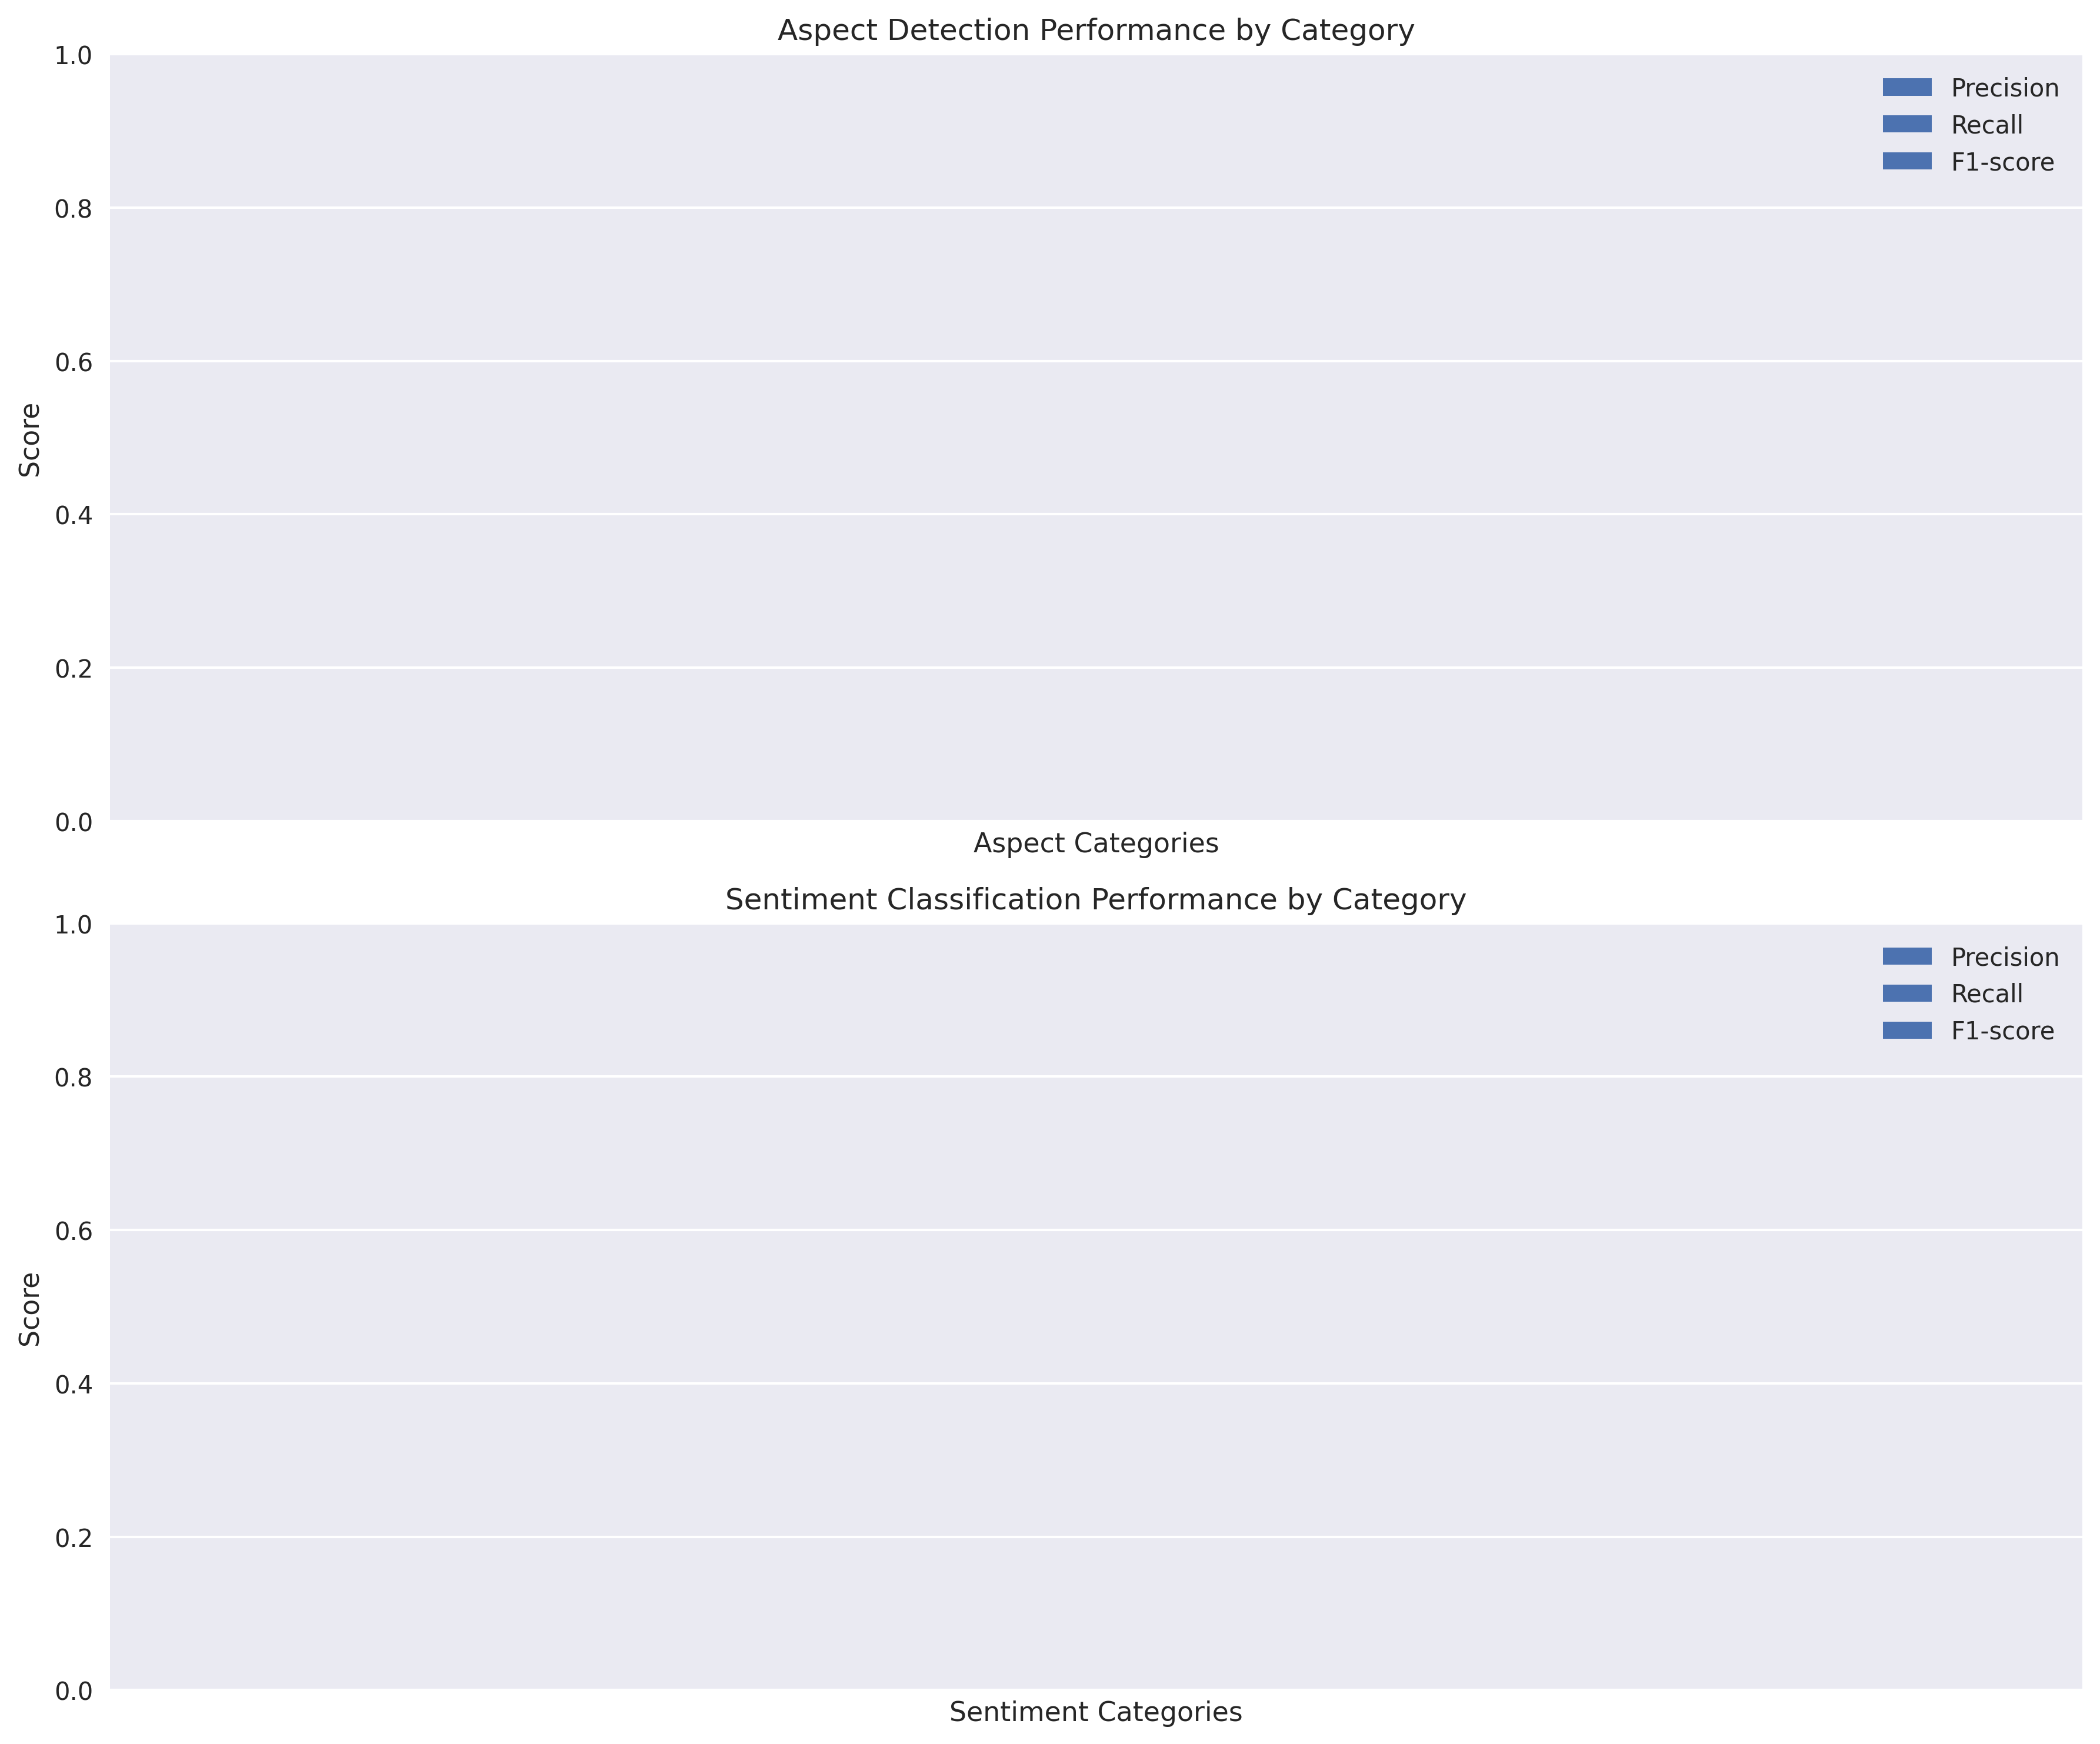 Aspect Detection Performance by Category
1.0
Precision
Recall
F1-score
0.8
0.6
Score
0.4
0.2
0.0
Aspect Categories
Sentiment Classification Performance by Category
1.0
Precision
Recall
F1-score
0.8
0.6
Score
0.4
0.2
0.0
Sentiment Categories